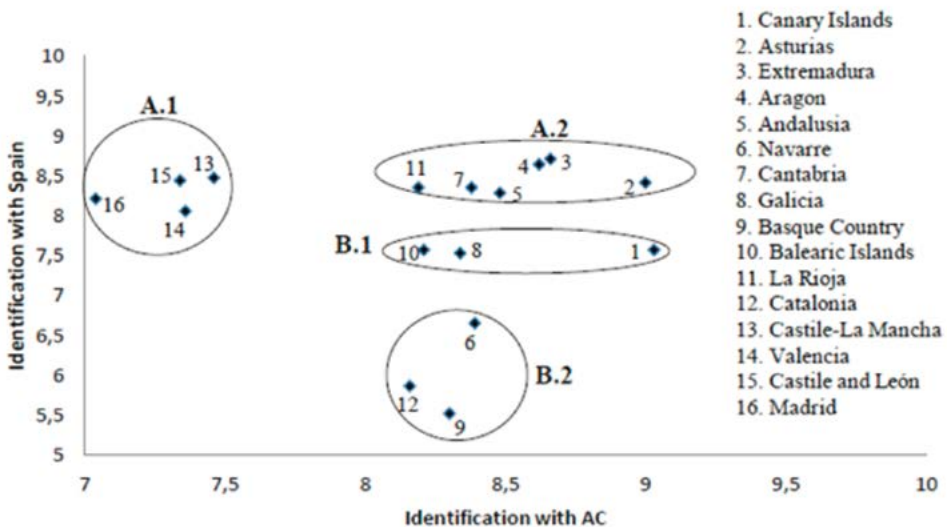 1. Canary Islands
2. Asturias
3. Extremadura
4. Aragon
5. Andalusia
6. Navarre
7. Cantabria
8. Galicia
9. Basque Country
10. Balearic Islands
11. La Rioja
12. Catalonia
13. Castile-La Mancha
14. Valencia
15. Castile and León
16. Madrid
Identification with Spain
10
9,5
9
8,5
8
7,5
7
6,5
6
5,5
5
A.1
15
13
16
14
A.2
11
7
4
3
5
2
B.1
10
8
1
6
B.2
12
9
7
7,5
8
8,5
9
9,5
10
Identification with AC